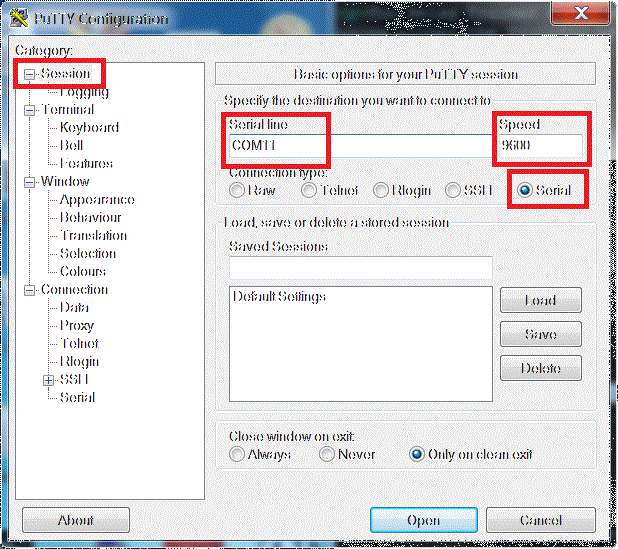 PuTTY Configuration
Category:
Session
Logging
Terminal
Keyboard
Bell
Features
Window
Appearance
Behaviour
Translation
Selection
Colours
Connection
Data
Proxy
Telnet
Rlogin
SSH
Serial
Basic options for your PuTTY session
Specify the destination you want to connect to
Serial line
Speed
COM11
9600
Connection type:
Raw
Telnet
Rlogin
SSH
Serial
Load, save or delete a stored session
Saved Sessions
Default Settings
Load
Save
Delete
Close window on exit:
Always
Never
Only on clean exit
About
Open
Cancel